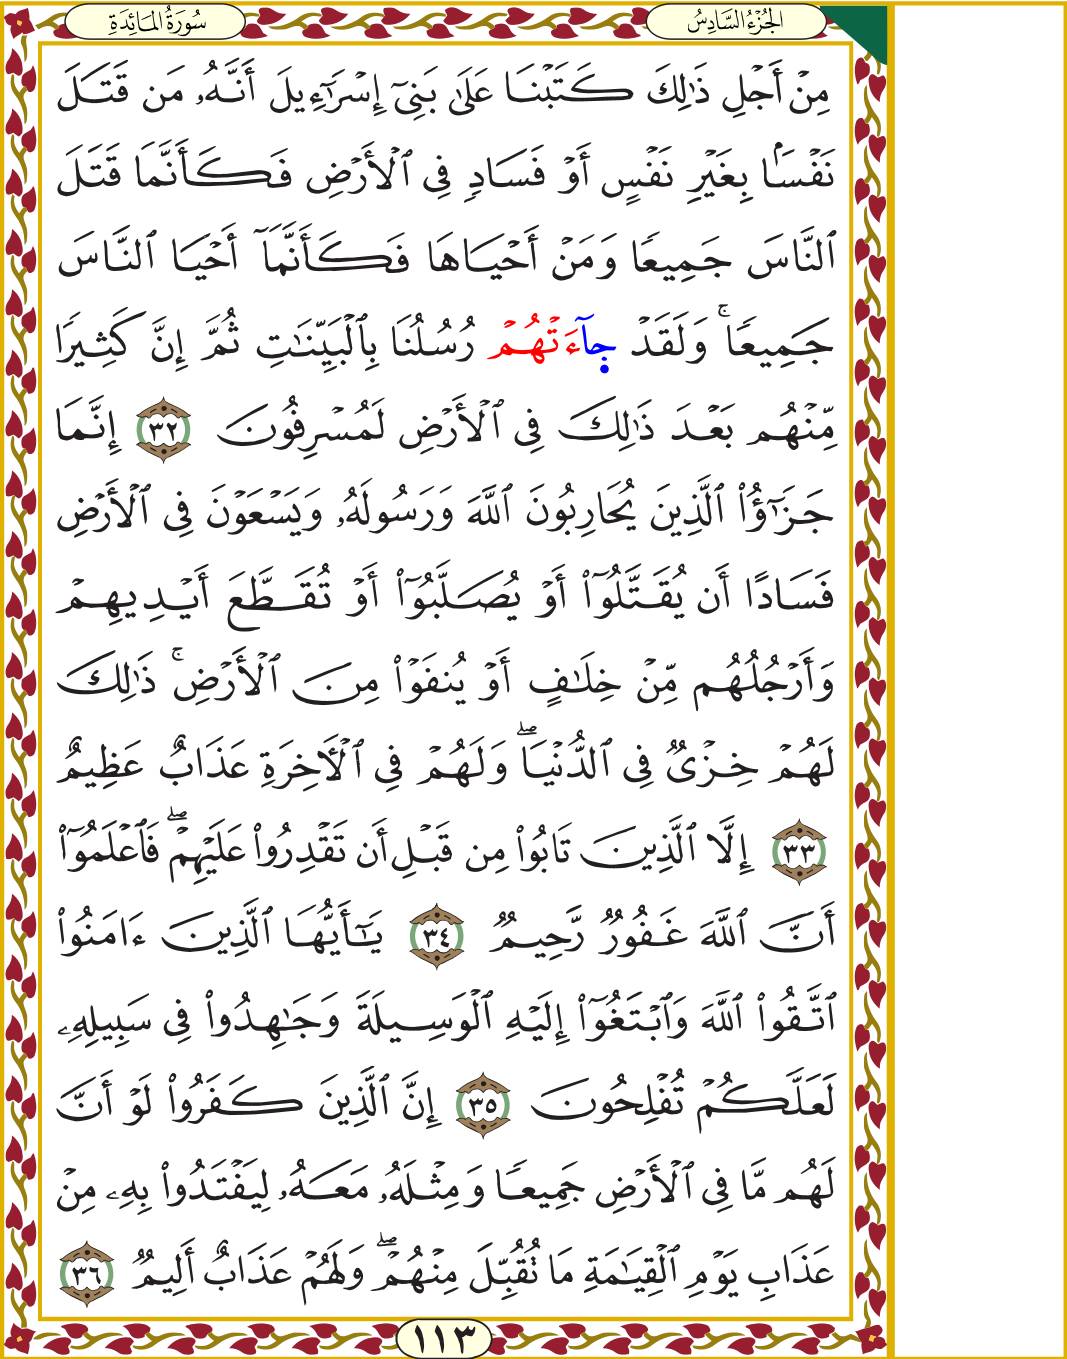 سُورَةُ المَائِدَةِ
الجُزْءُ السَّادِسُ
مِنْ أَجْلِ ذَٰلِكَ كَتَبْنَا عَلَىٰ بَنِىٓ إِسْرَٰٓءِيلَ أَنَّهُۥ مَن قَتَلَ
نَفْسَۢا بِغَيْرِ نَفْسٍ أَوْ فَسَادٍ فِى ٱلْأَرْضِ فَكَأَنَّمَا قَتَلَ
ٱلنَّاسَ جَمِيعًا وَمَنْ أَحْيَاهَا فَكَأَنَّمَآ أَحْيَا ٱلنَّاسَ
جَمِيعًا ۚ وَلَقَدْ جَآءَتْهُمْ رُسُلُنَا بِٱلْبَيِّنَٰتِ ثُمَّ إِنَّ كَثِيرًا
مِّنْهُم بَعْدَ ذَٰلِكَ فِى ٱلْأَرْضِ لَمُسْرِفُونَ ٣٢ إِنَّمَا
جَزَٰٓؤُا۟ ٱلَّذِينَ يُحَارِبُونَ ٱللَّهَ وَرَسُولَهُۥ وَيَسْعَوْنَ فِى ٱلْأَرْضِ
فَسَادًا أَن يُقَتَّلُوٓا۟ أَوْ يُصَلَّبُوٓا۟ أَوْ تُقَطَّعَ أَيْدِيهِمْ
وَأَرْجُلُهُم مِّنْ خِلَٰفٍ أَوْ يُنفَوْا۟ مِنَ ٱلْأَرْضِ ۚ ذَٰلِكَ
لَهُمْ خِزْىٌ فِى ٱلدُّنْيَا ۖ وَلَهُمْ فِى ٱلْءَاخِرَةِ عَذَابٌ عَظِيمٌ
٣٣ إِلَّا ٱلَّذِينَ تَابُوا۟ مِن قَبْلِ أَن تَقْدِرُوا۟ عَلَيْهِمْ ۖ فَٱعْلَمُوٓا۟
أَنَّ ٱللَّهَ غَفُورٌ رَّحِيمٌ ٣٤ يَٰٓأَيُّهَا ٱلَّذِينَ ءَامَنُوا۟
ٱتَّقُوا۟ ٱللَّهَ وَٱبْتَغُوٓا۟ إِلَيْهِ ٱلْوَسِيلَةَ وَجَٰهِدُوا۟ فِى سَبِيلِهِۦ
لَعَلَّكُمْ تُفْلِحُونَ ٣٥ إِنَّ ٱلَّذِينَ كَفَرُوا۟ لَوْ أَنَّ
لَهُم مَّا فِى ٱلْأَرْضِ جَمِيعًا وَمِثْلَهُۥ مَعَهُۥ لِيَفْتَدُوا۟ بِهِۦ مِنْ
عَذَابِ يَوْمِ ٱلْقِيَٰمَةِ مَا تُقُبِّلَ مِنْهُمْ ۖ وَلَهُمْ عَذَابٌ أَلِيمٌ ٣٦
١١٣